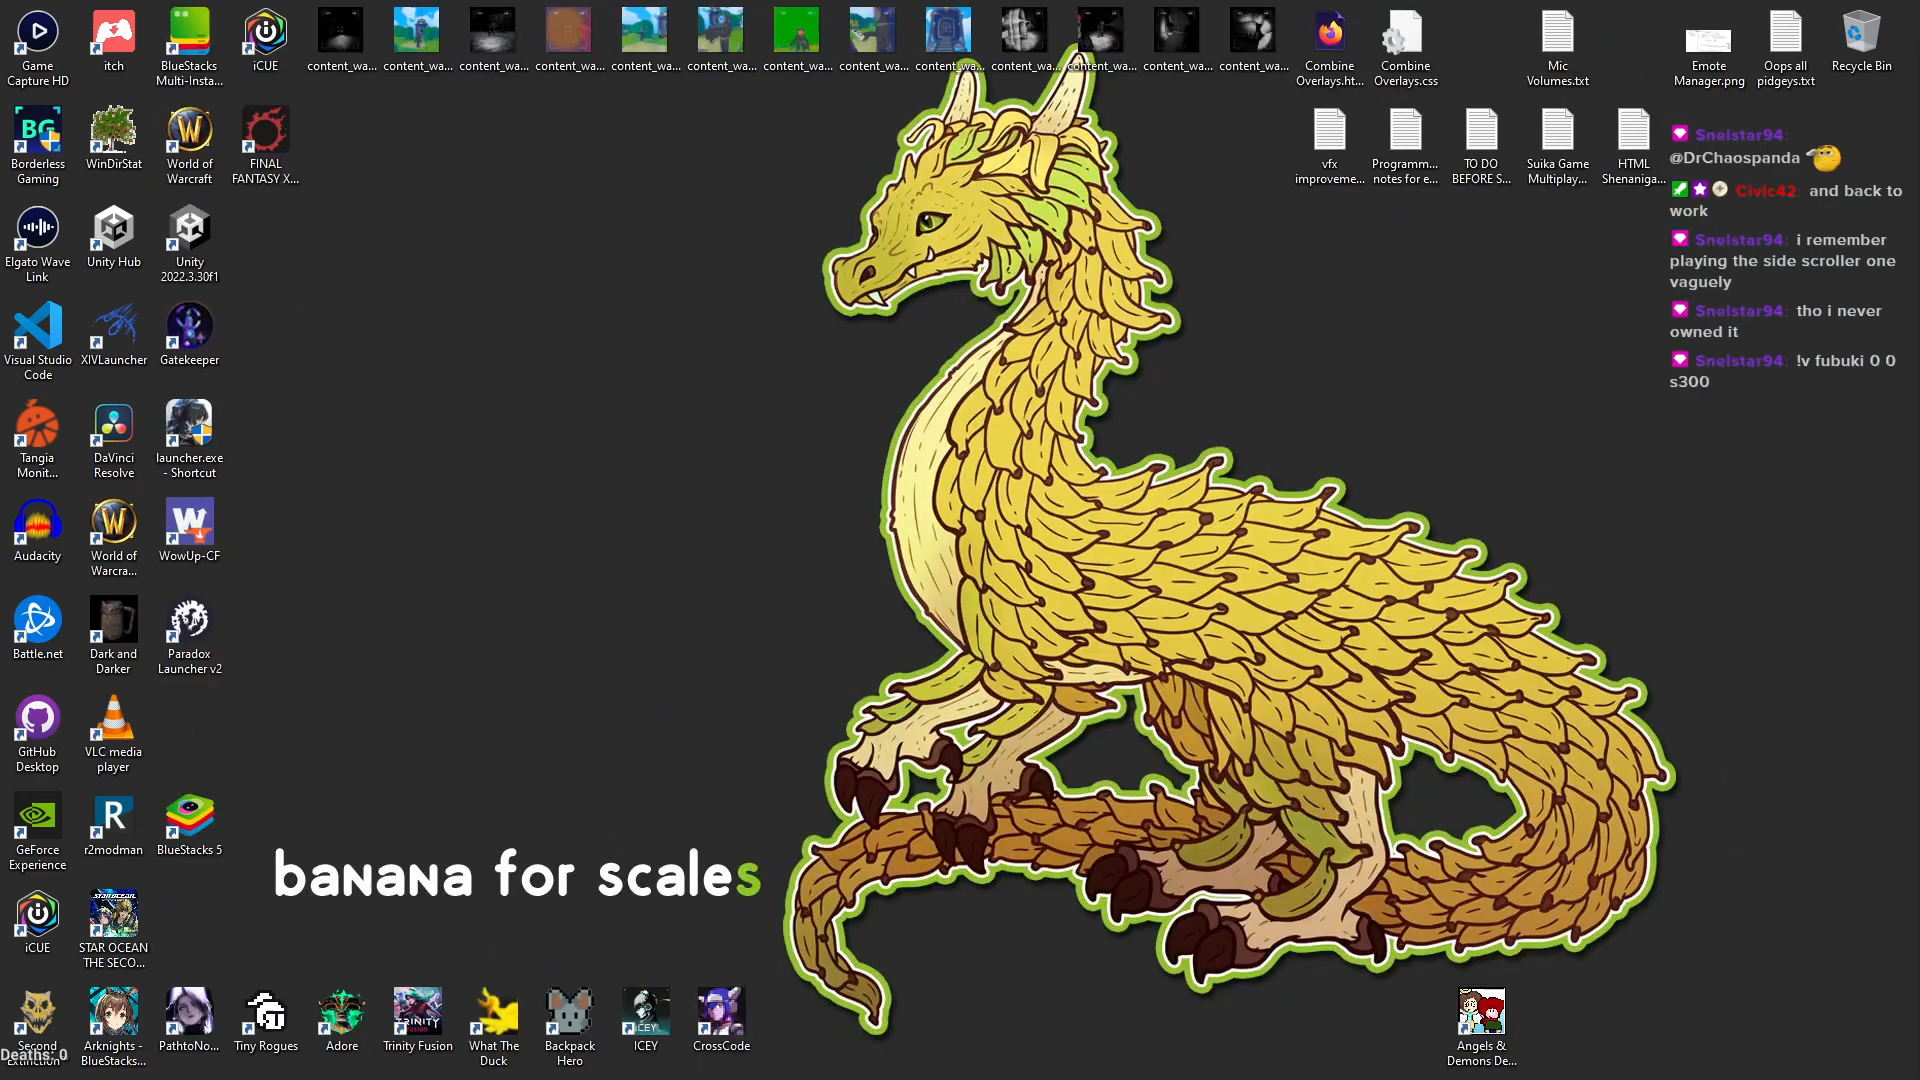 Game
Capture HD
itch
BlueStacks
Multi-Insta...
iCUE
content_wa...
content_wa...
content_wa...
content_wa...
content_wa...
content_wa...
content_wa...
content_wa...
content_wa...
content_wa...
content_wa...
content_wa...
content_wa...
Combine
Overlays.ht...
Combine
Overlays.css
Mic
Volumes.txt
Emote
Manager.png
Oops all
pidgeys.txt
Recycle Bin
Borderless
Gaming
WinDirStat
World of
Warcraft
FINAL
FANTASY X...
vfx
improveme...
Programm...
notes for e...
TO DO
BEFORE S...
Suika Game
Multiplay...
HTML
Shenaniga...
Snelstar94:
@DrChaospanda
Civic42: and back to
work
Snelstar94: i remember
playing the side scroller one
vaguely
Snelstar94: tho i never
owned it
Snelstar94: !v fubuki 0 0
s300
Elgato Wave
Link
Unity Hub
Unity
2022.3.30f1
Visual Studio
Code
XIVLauncher
Gatekeeper
Tangia
Monit...
DaVinci
Resolve
launcher.exe
- Shortcut
Audacity
World of
Warcra...
WowUp-CF
Battle.net
Dark and
Darker
Paradox
Launcher v2
GitHub
Desktop
VLC media
player
GeForce
Experience
r2modman
BlueStacks 5
banana for scales
iCUE
STAR OCEAN
THE SECO...
Second
Extinction
Deaths: 0
Arknights -
BlueStacks...
PathtoNo...
Tiny Rogues
Adore
Trinity Fusion
What The
Duck
Backpack
Hero
ICEY
CrossCode
Angels &
Demons De...